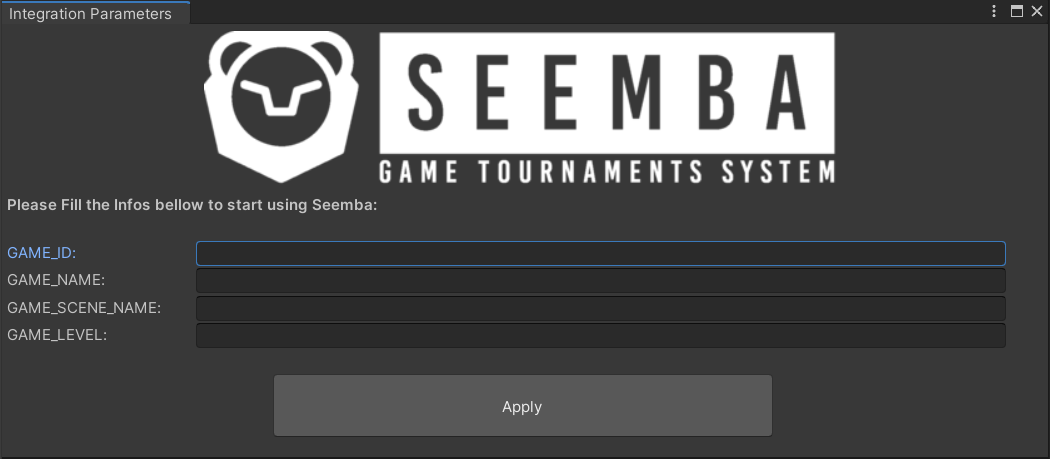 Integration Parameters
SEEMBA
GAME TOURNAMENTS SYSTEM
Please Fill the Infos bellow to start using Seemba:
GAME_ID:
GAME_NAME:
GAME_SCENE_NAME:
GAME_LEVEL:
Apply